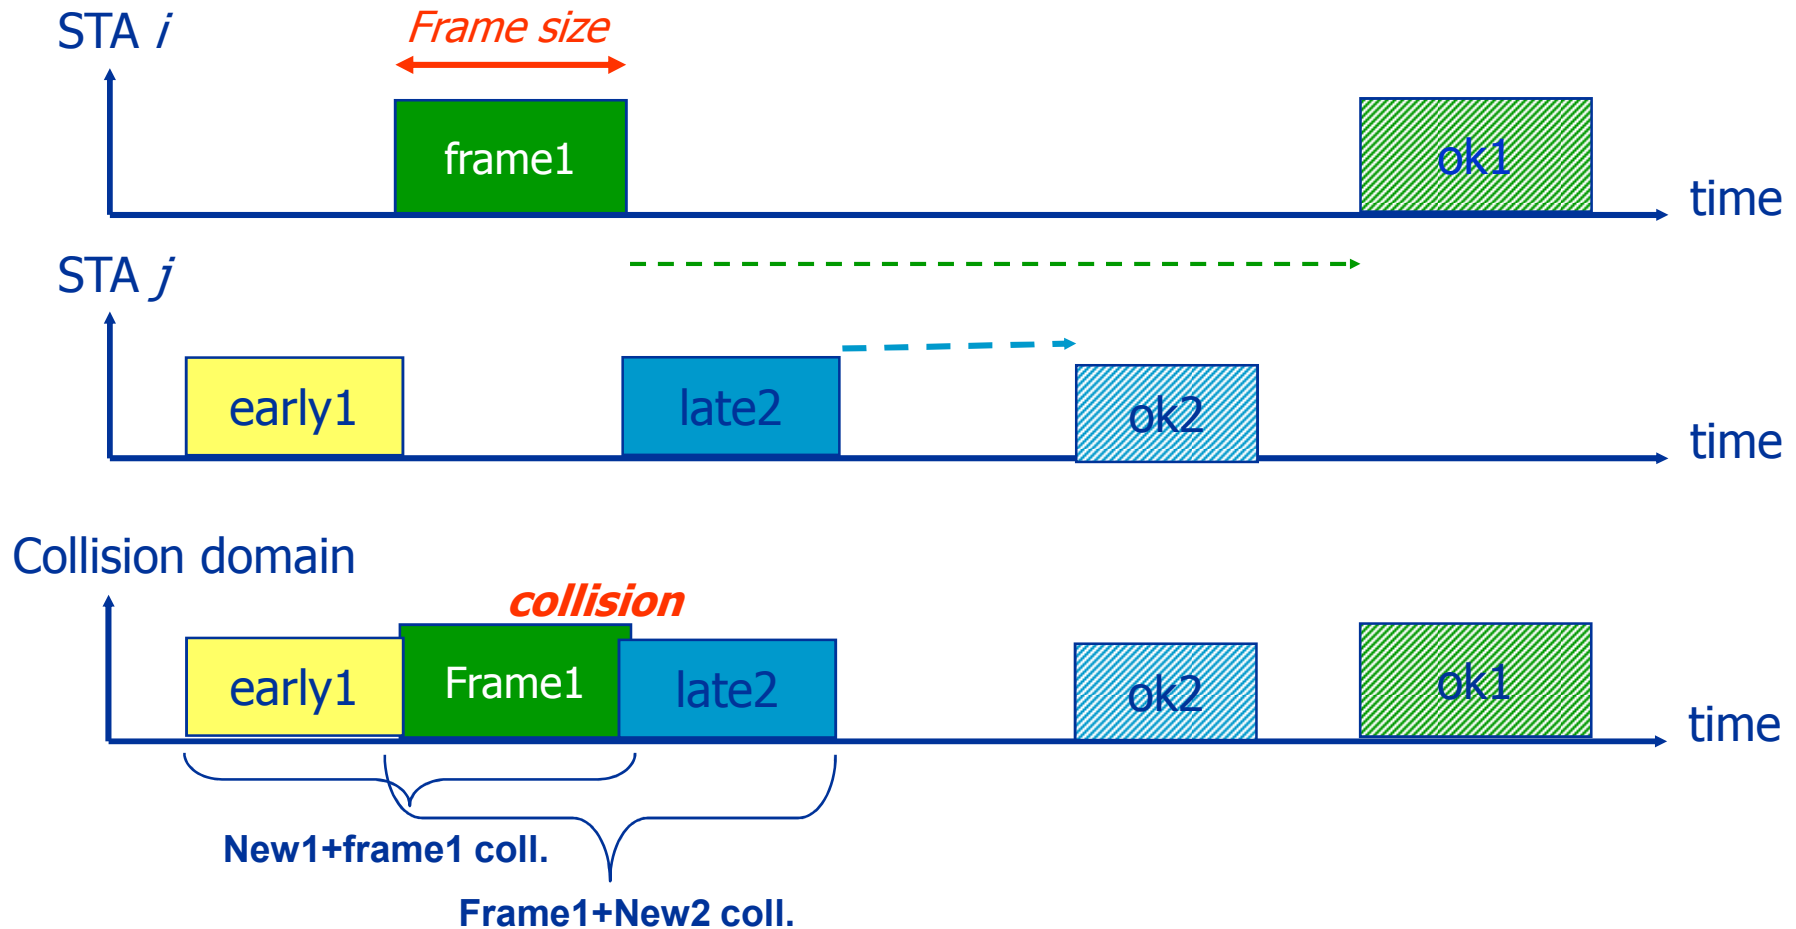 STA i
Frame size
frame1
ok1
time
STA j
early1
late2
ok2
time
Collision domain
collision
early1
Frame1
late2
ok2
ok1
time
New1+frame1 coll.
Frame1+New2 coll.